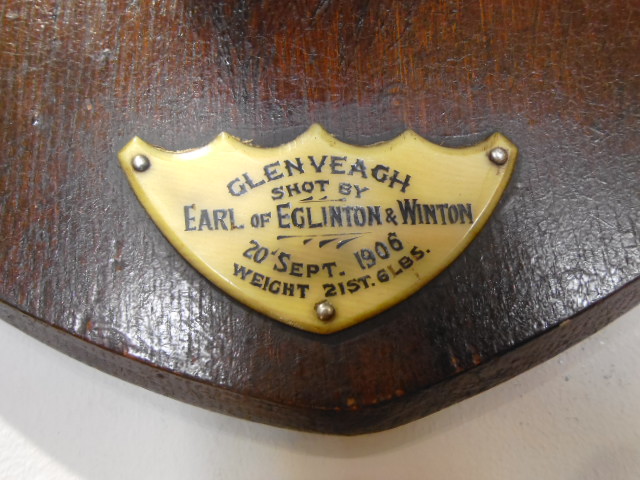 GLENVEAGH
SHOT BY
EARL OF EGLINTON & WINTON
20 SEPT. 1906
WEIGHT 21ST. 6LBS.